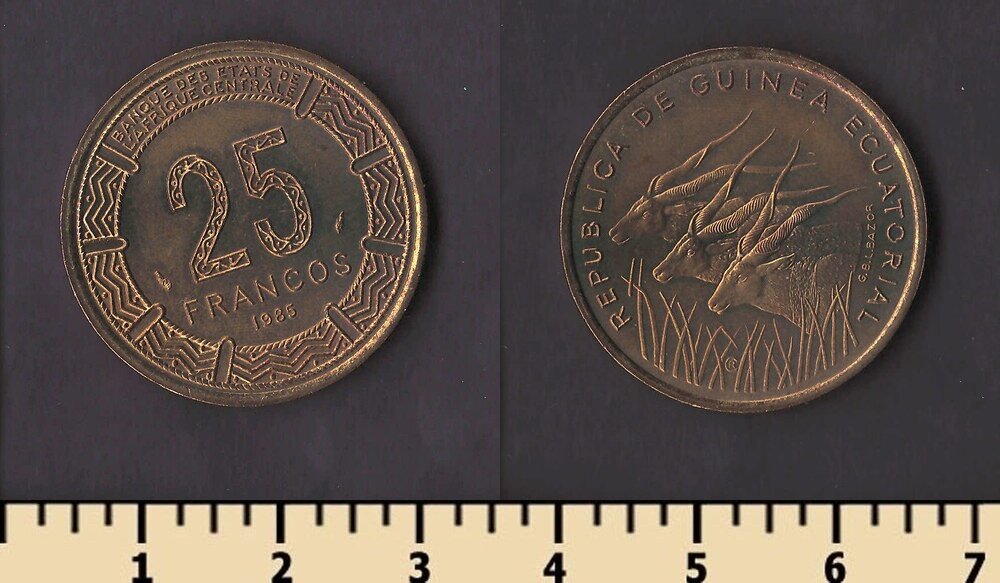 BANQUE DES ETATS DE
L'AFRIQUE CENTRALE
25
FRANCOS
1985
REPUBLICA DE GUINEA ECUATORIAL
G.B.L.BAZOR
1 2 3 4 5 6 7